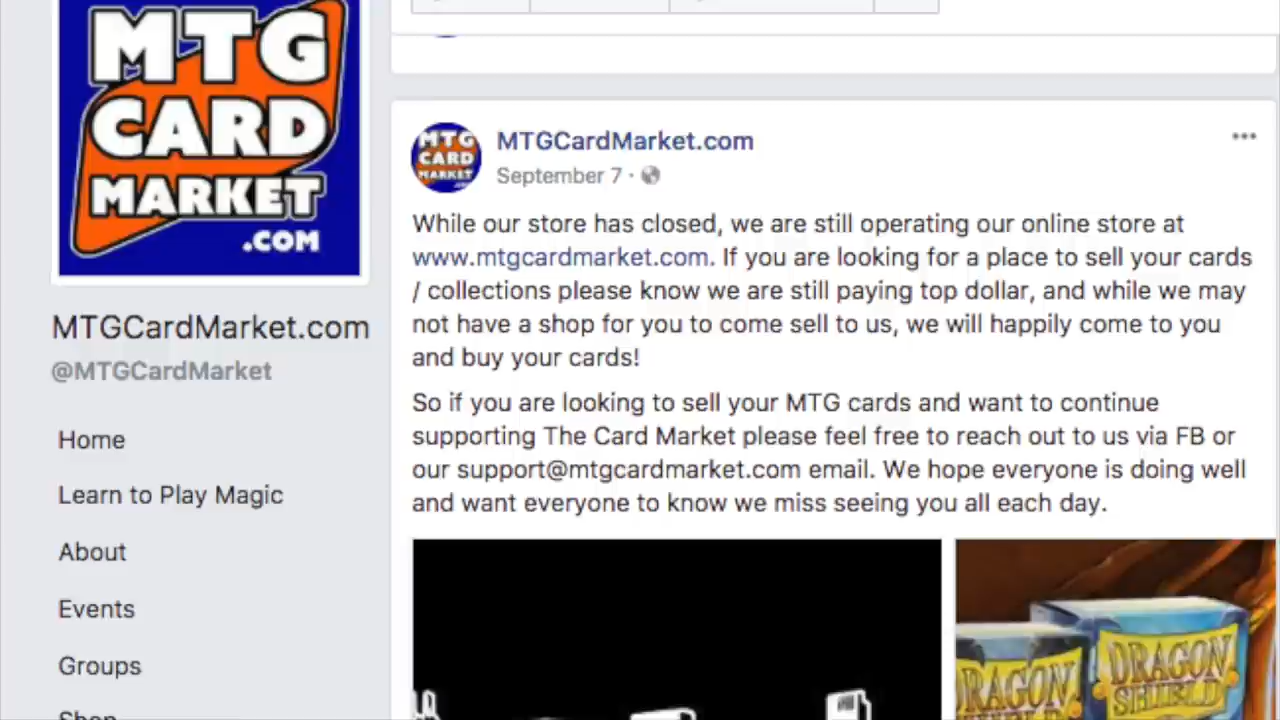 MTG
CARD
MARKET
.COM
MTGCardMarket.com
@MTGCardMarket
Home
Learn to Play Magic
About
Events
Groups
Shop
MTG
CARD
MARKET
MTGCardMarket.com
September 7 ·
While our store has closed, we are still operating our online store at
www.mtgcardmarket.com. If you are looking for a place to sell your cards
/ collections please know we are still paying top dollar, and while we may
not have a shop for you to come sell to us, we will happily come to you
and buy your cards!
So if you are looking to sell your MTG cards and want to continue
supporting The Card Market please feel free to reach out to us via FB or
our support@mtgcardmarket.com email. We hope everyone is doing well
and want everyone to know we miss seeing you all each day.
DRAGON
SHIELD
DRAGON
SHIELD